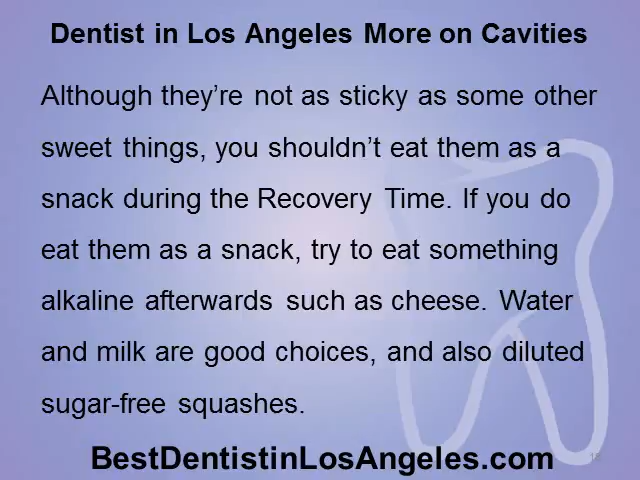 Dentist in Los Angeles More on Cavities
Although they're not as sticky as some other
sweet things, you shouldn't eat them as a
snack during the Recovery Time. If you do
eat them as a snack, try to eat something
alkaline afterwards such as cheese. Water
and milk are good choices, and also diluted
sugar-free squashes.
BestDentistinLosAngeles.com